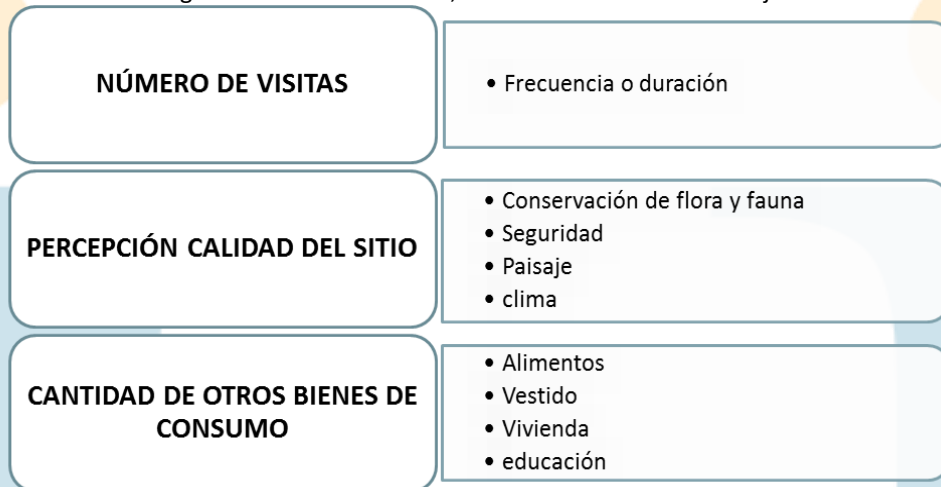 NÚMERO DE VISITAS
• Frecuencia o duración
PERCEPCIÓN CALIDAD DEL SITIO
• Conservación de flora y fauna
• Seguridad
• Paisaje
• clima
CANTIDAD DE OTROS BIENES DE
CONSUMO
• Alimentos
• Vestido
• Vivienda
• educación